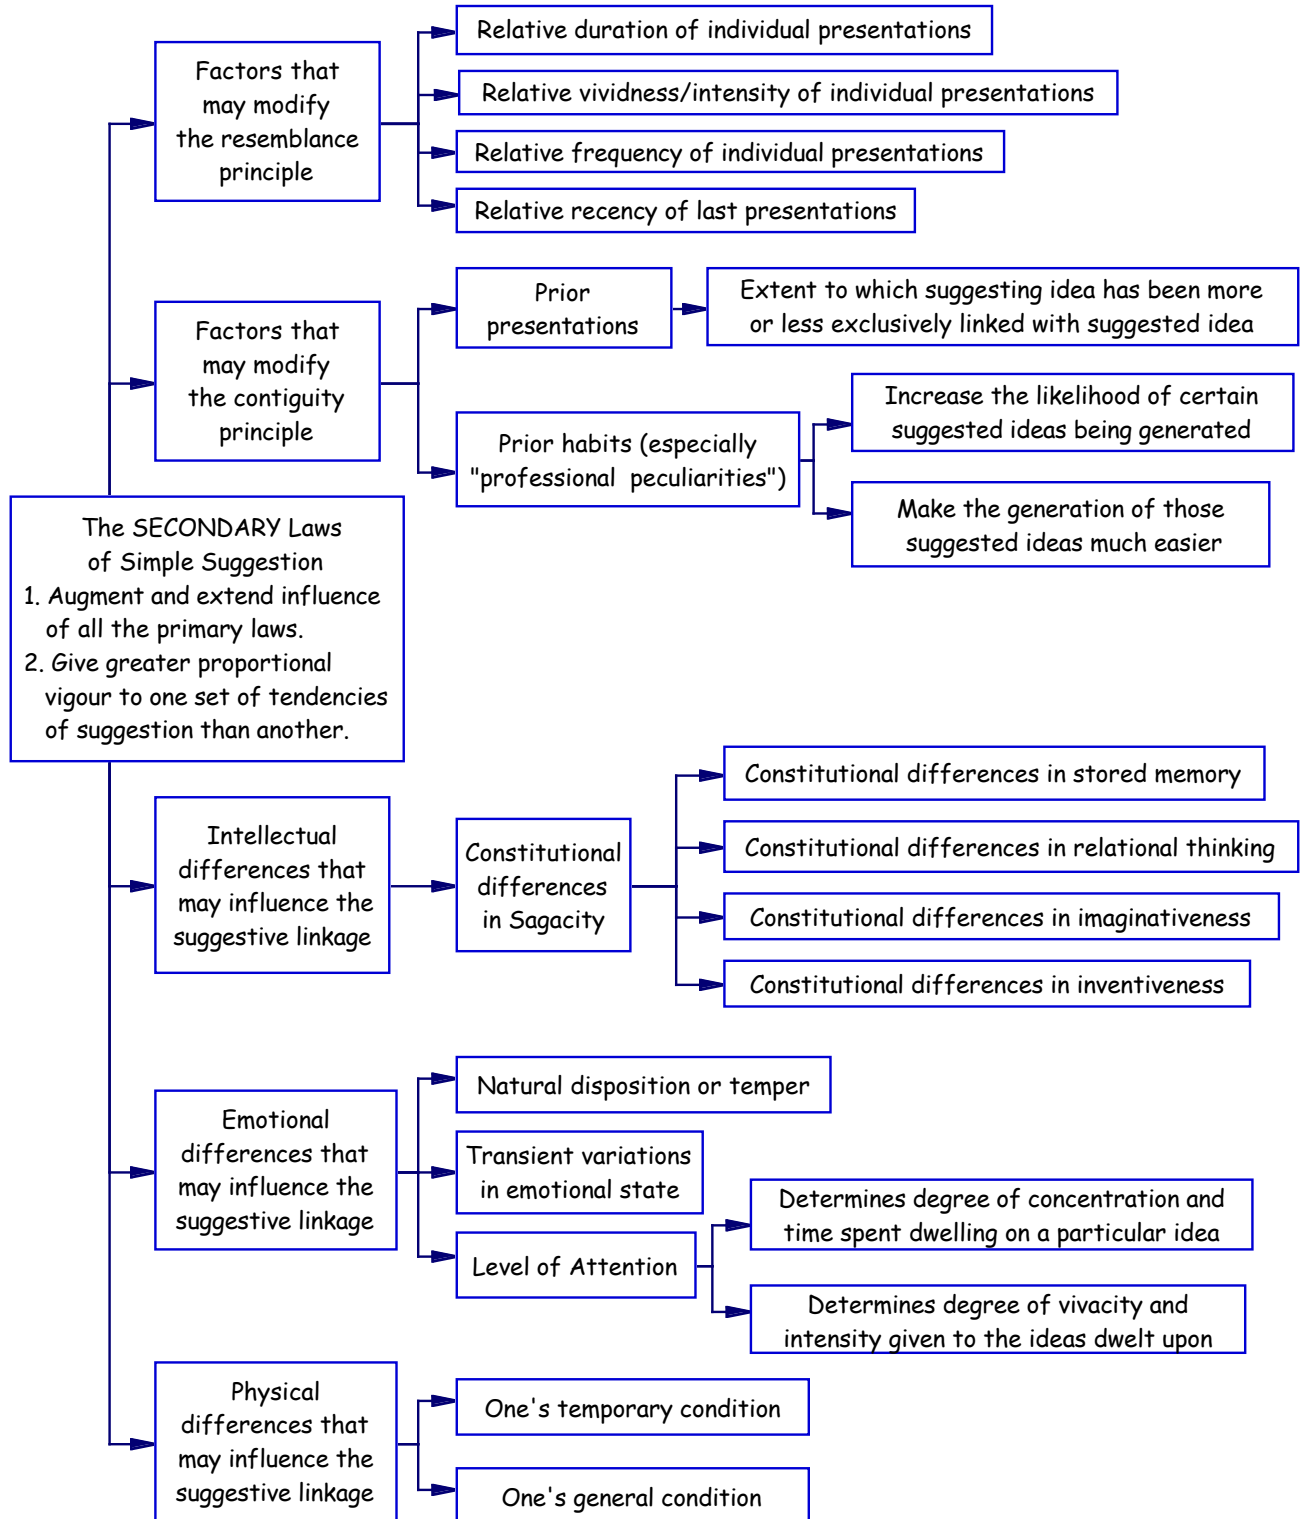 Relative duration of individual presentations
Factors that
may modify
the resemblance
principle
Relative vividness/intensity of individual presentations
Relative frequency of individual presentations
Relative recency of last presentations
Factors that
may modify
the contiguity
principle
Prior
presentations
Extent to which suggesting idea has been more
or less exclusively linked with suggested idea
Prior habits (especially
"professional peculiarities")
Increase the likelihood of certain
suggested ideas being generated
Make the generation of those
suggested ideas much easier
The SECONDARY Laws
of Simple Suggestion
1. Augment and extend influence
of all the primary laws.
2. Give greater proportional
vigour to one set of tendencies
of suggestion than another.
Intellectual
differences that
may influence the
suggestive linkage
Constitutional
differences
in Sagacity
Constitutional differences in stored memory
Constitutional differences in relational thinking
Constitutional differences in imaginativeness
Constitutional differences in inventiveness
Emotional
differences that
may influence the
suggestive linkage
Natural disposition or temper
Transient variations
in emotional state
Level of Attention
Determines degree of concentration and
time spent dwelling on a particular idea
Determines degree of vivacity and
intensity given to the ideas dwelt upon
Physical
differences that
may influence the
suggestive linkage
One's temporary condition
One's general condition